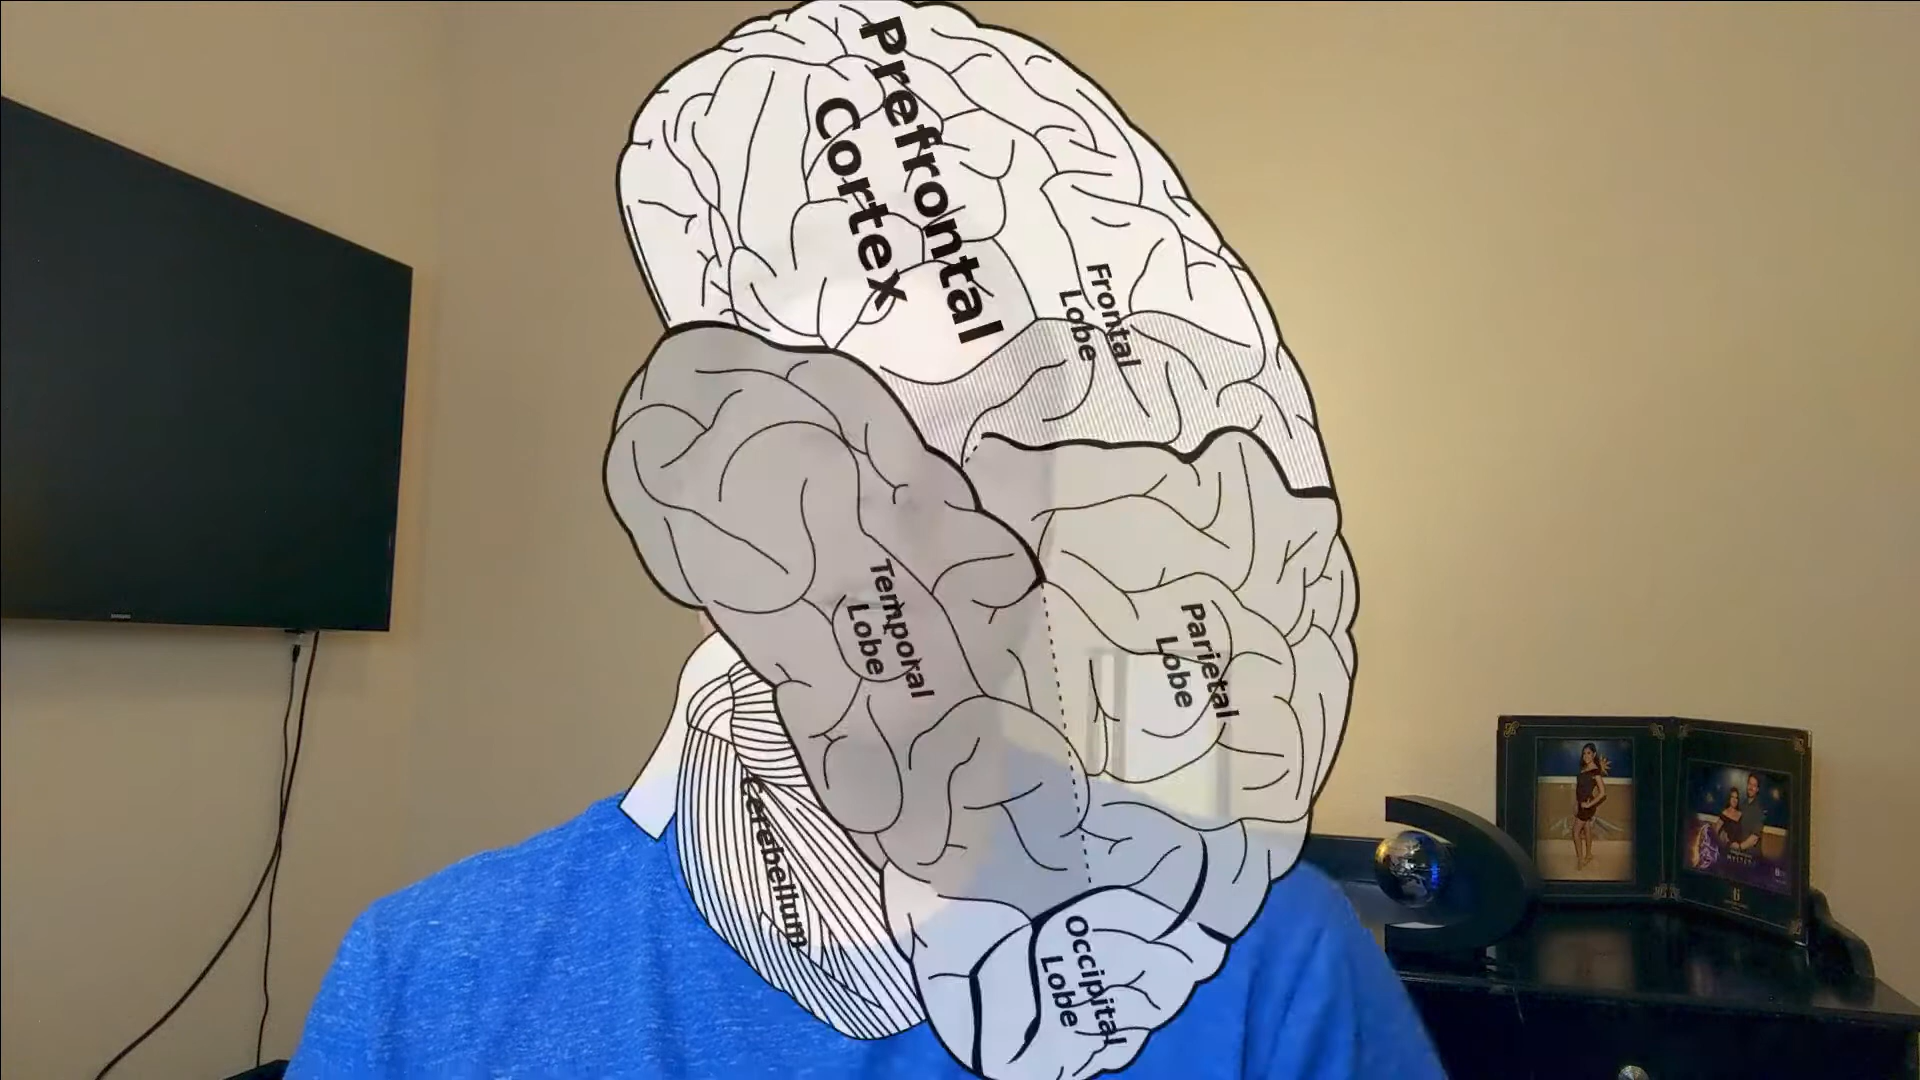 Prefrontal
Cortex
Frontal
Lobe
Temporal
Lobe
Parietal
Lobe
Cerebellum
Occipital
Lobe